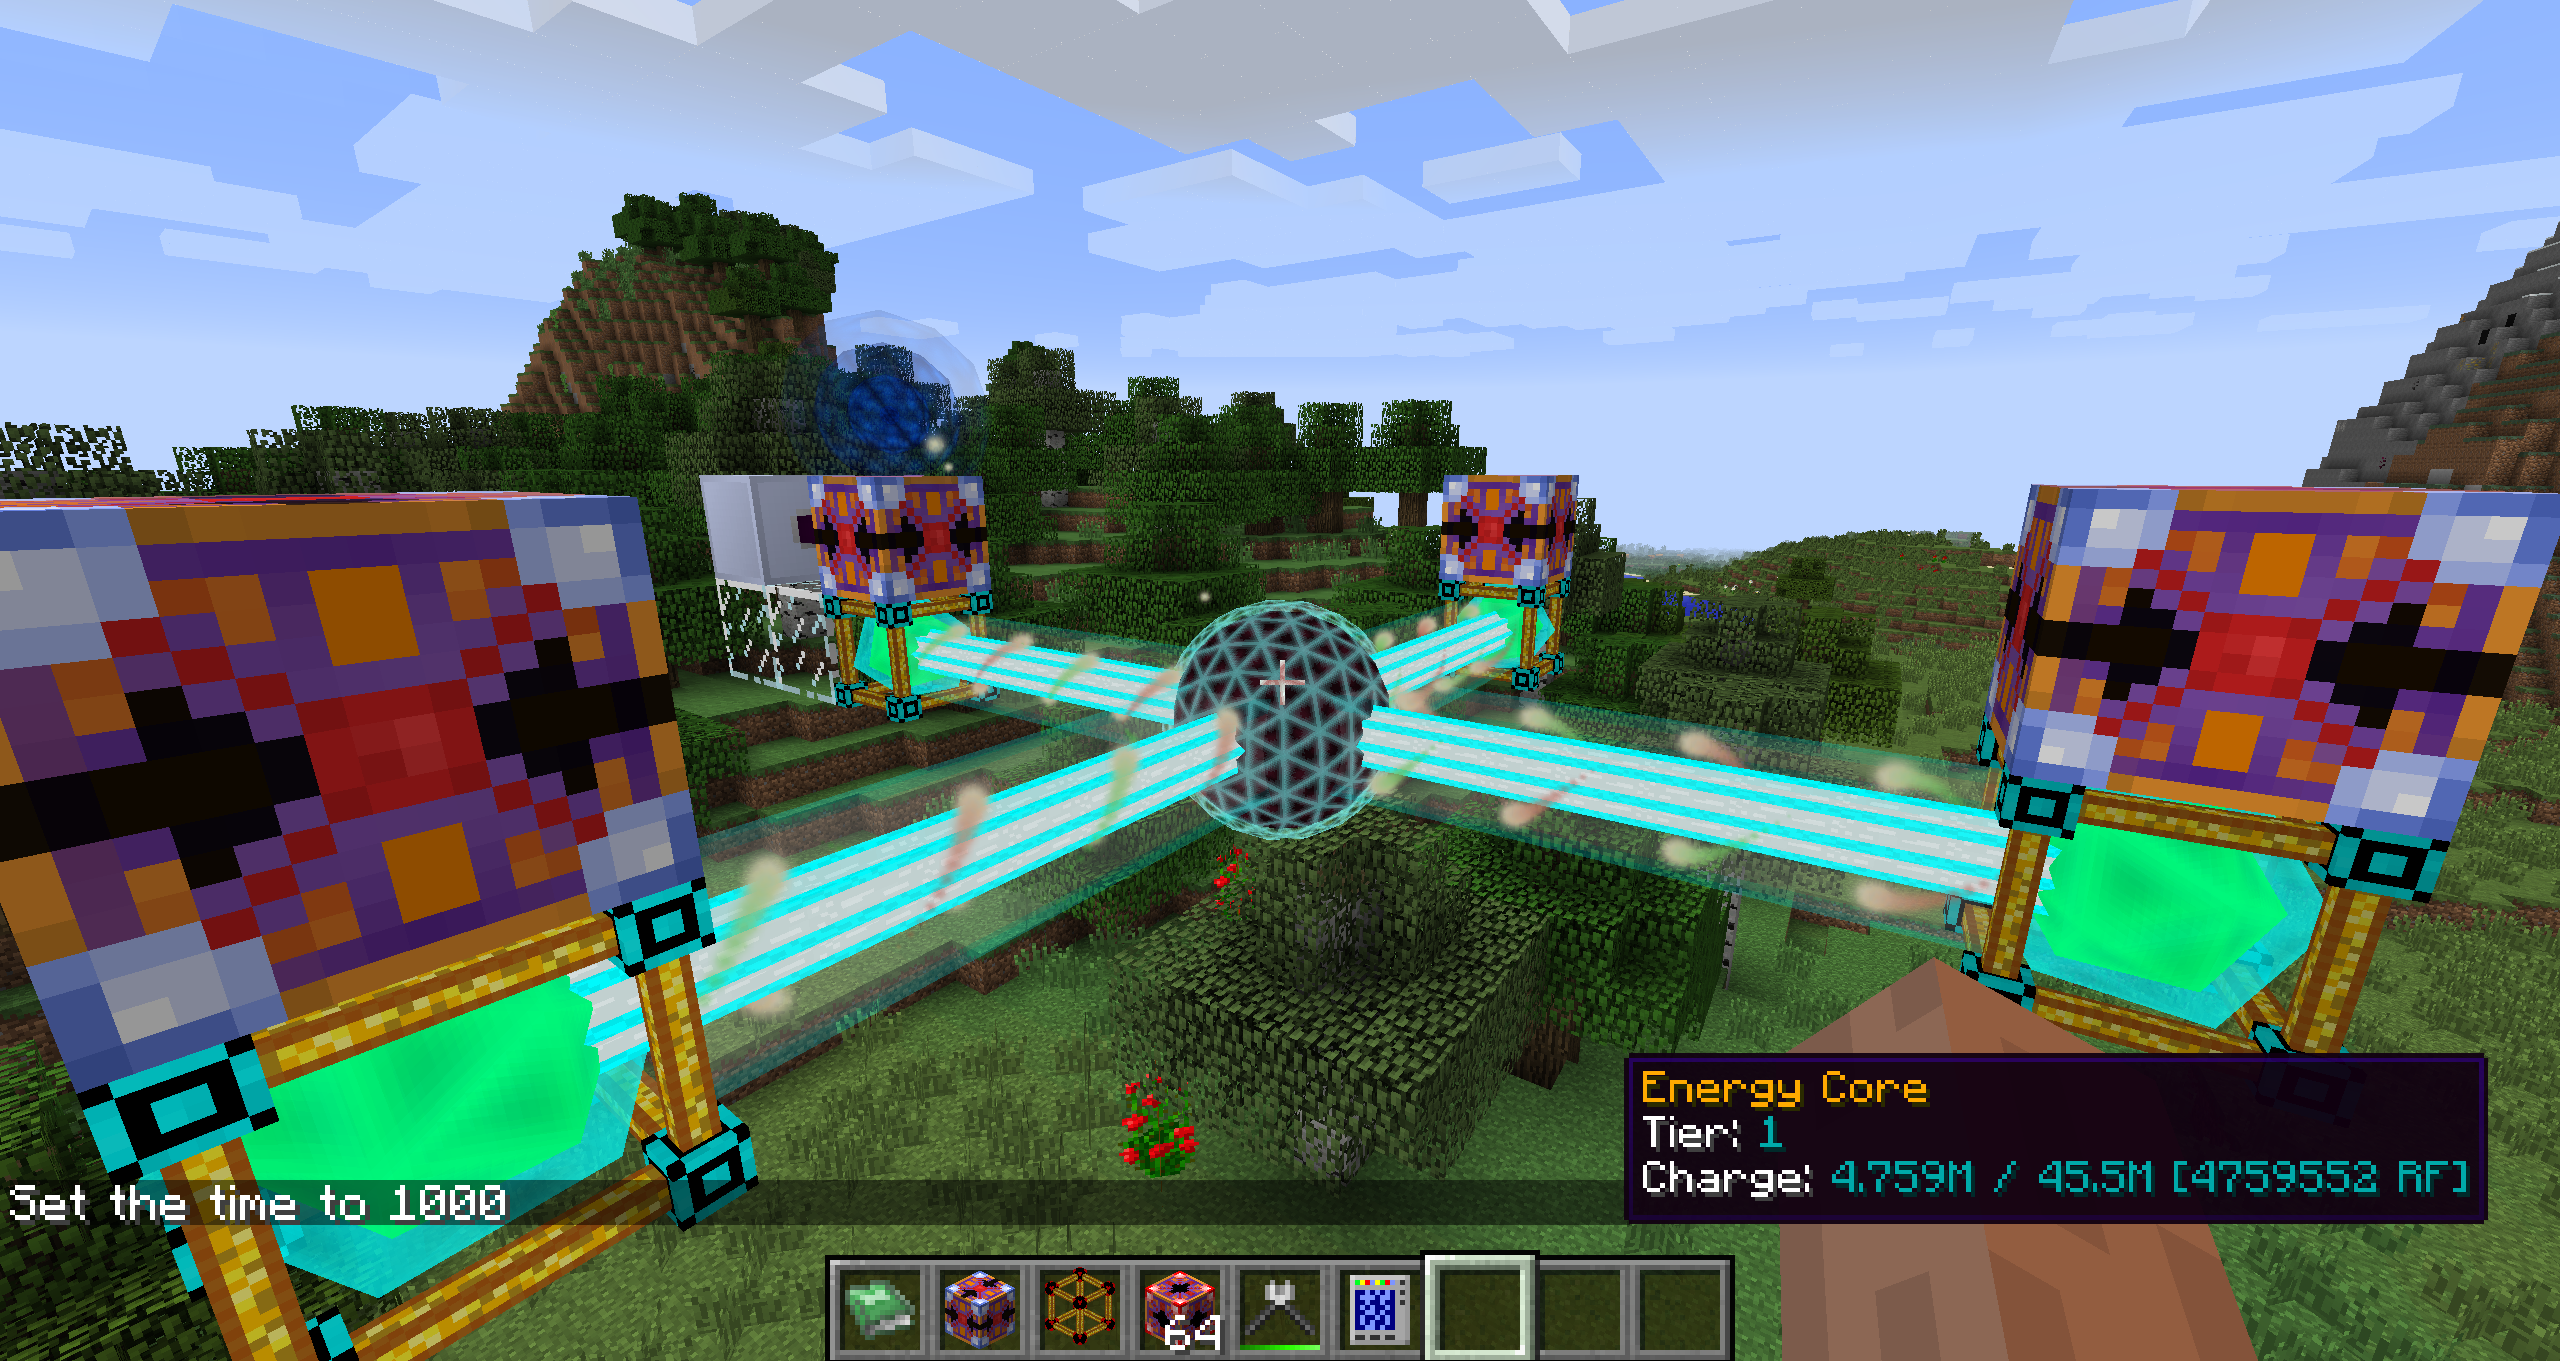 Energy Core
Tier: 1
Charge: 4.759M / 45.5M [4759552 RF]
Set the time to 1000
64